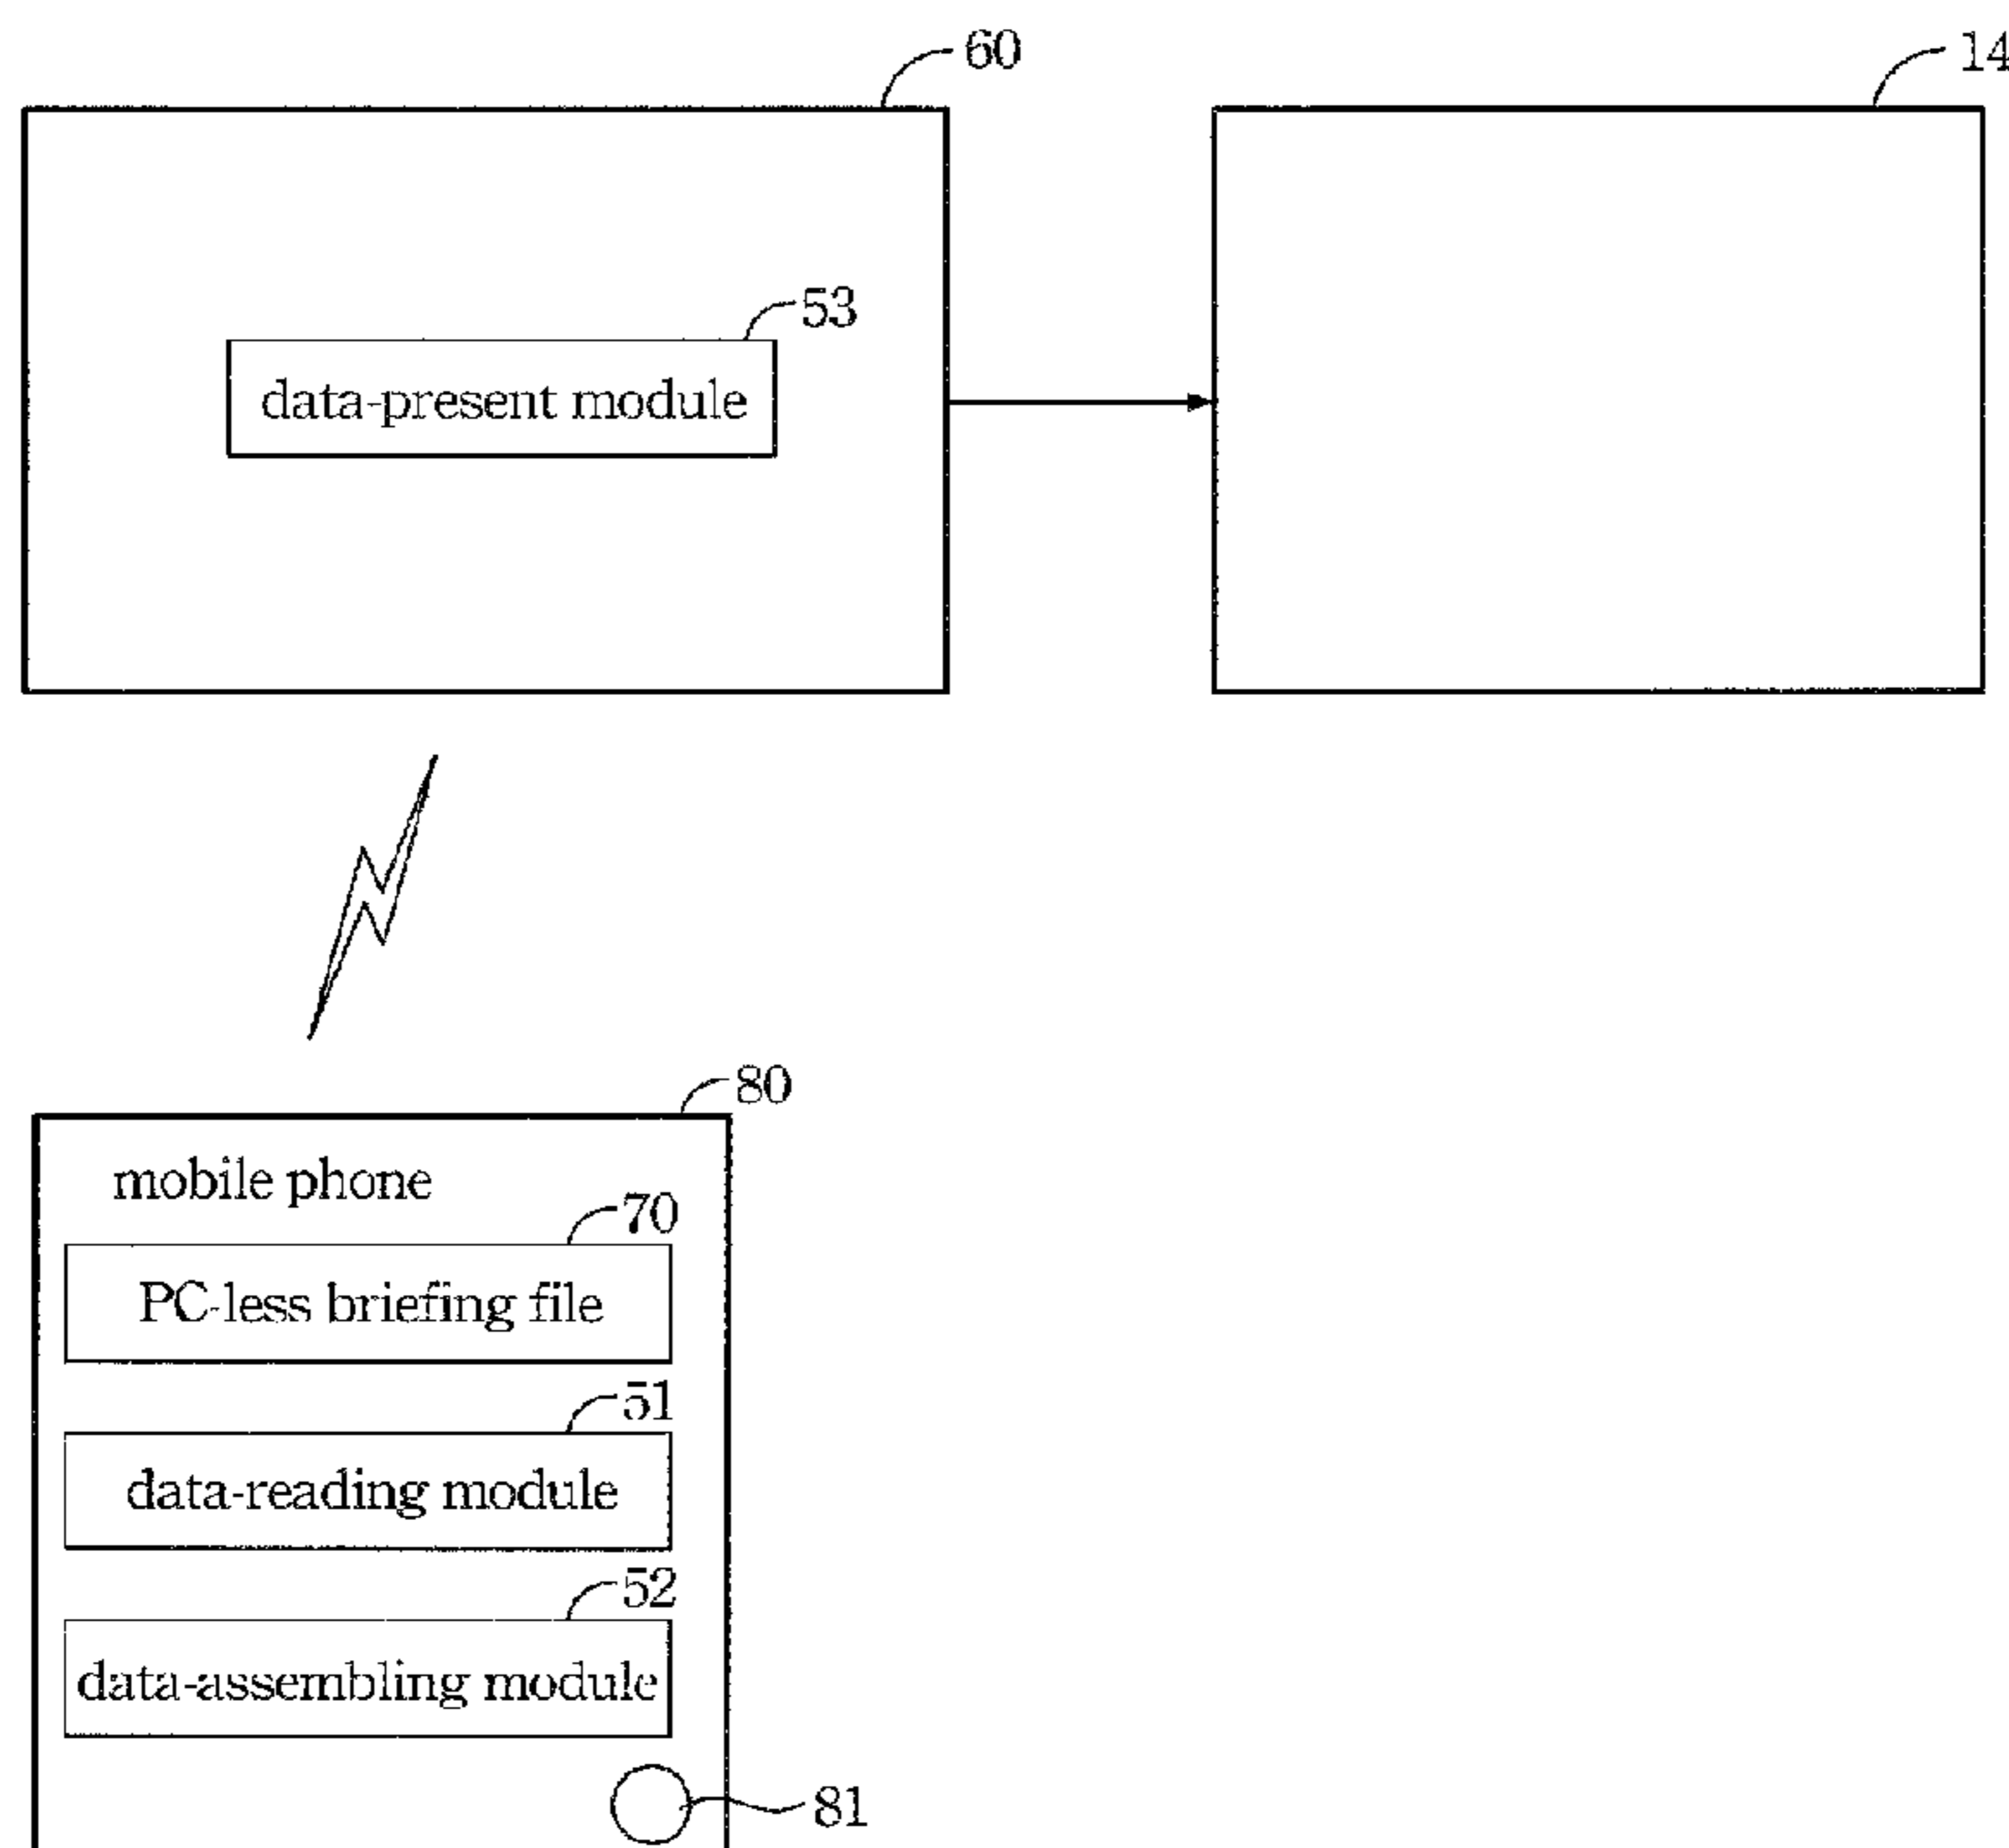 60
14
53
data-present module
80
mobile phone
70
PC-less briefing file
51
data-reading module
52
data-assembling module
81